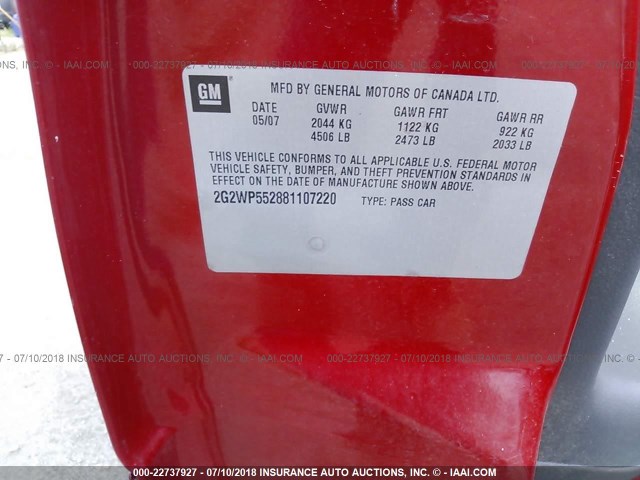 GM
MFD BY GENERAL MOTORS OF CANADA LTD.
DATE GVWR GAWR FRT GAWR RR
05/07 2044 KG 1122 KG 922 KG
4506 LB 2473 LB 2033 LB
THIS VEHICLE CONFORMS TO ALL APPLICABLE U.S. FEDERAL MOTOR
VEHICLE SAFETY, BUMPER, AND THEFT PREVENTION STANDARDS IN
EFFECT ON THE DATE OF MANUFACTURE SHOWN ABOVE.
2G2WP552881107220 TYPE: PASS CAR
000-22737927 - 07/10/2018 INSURANCE AUTO AUCTIONS, INC. - © - IAAI.COM